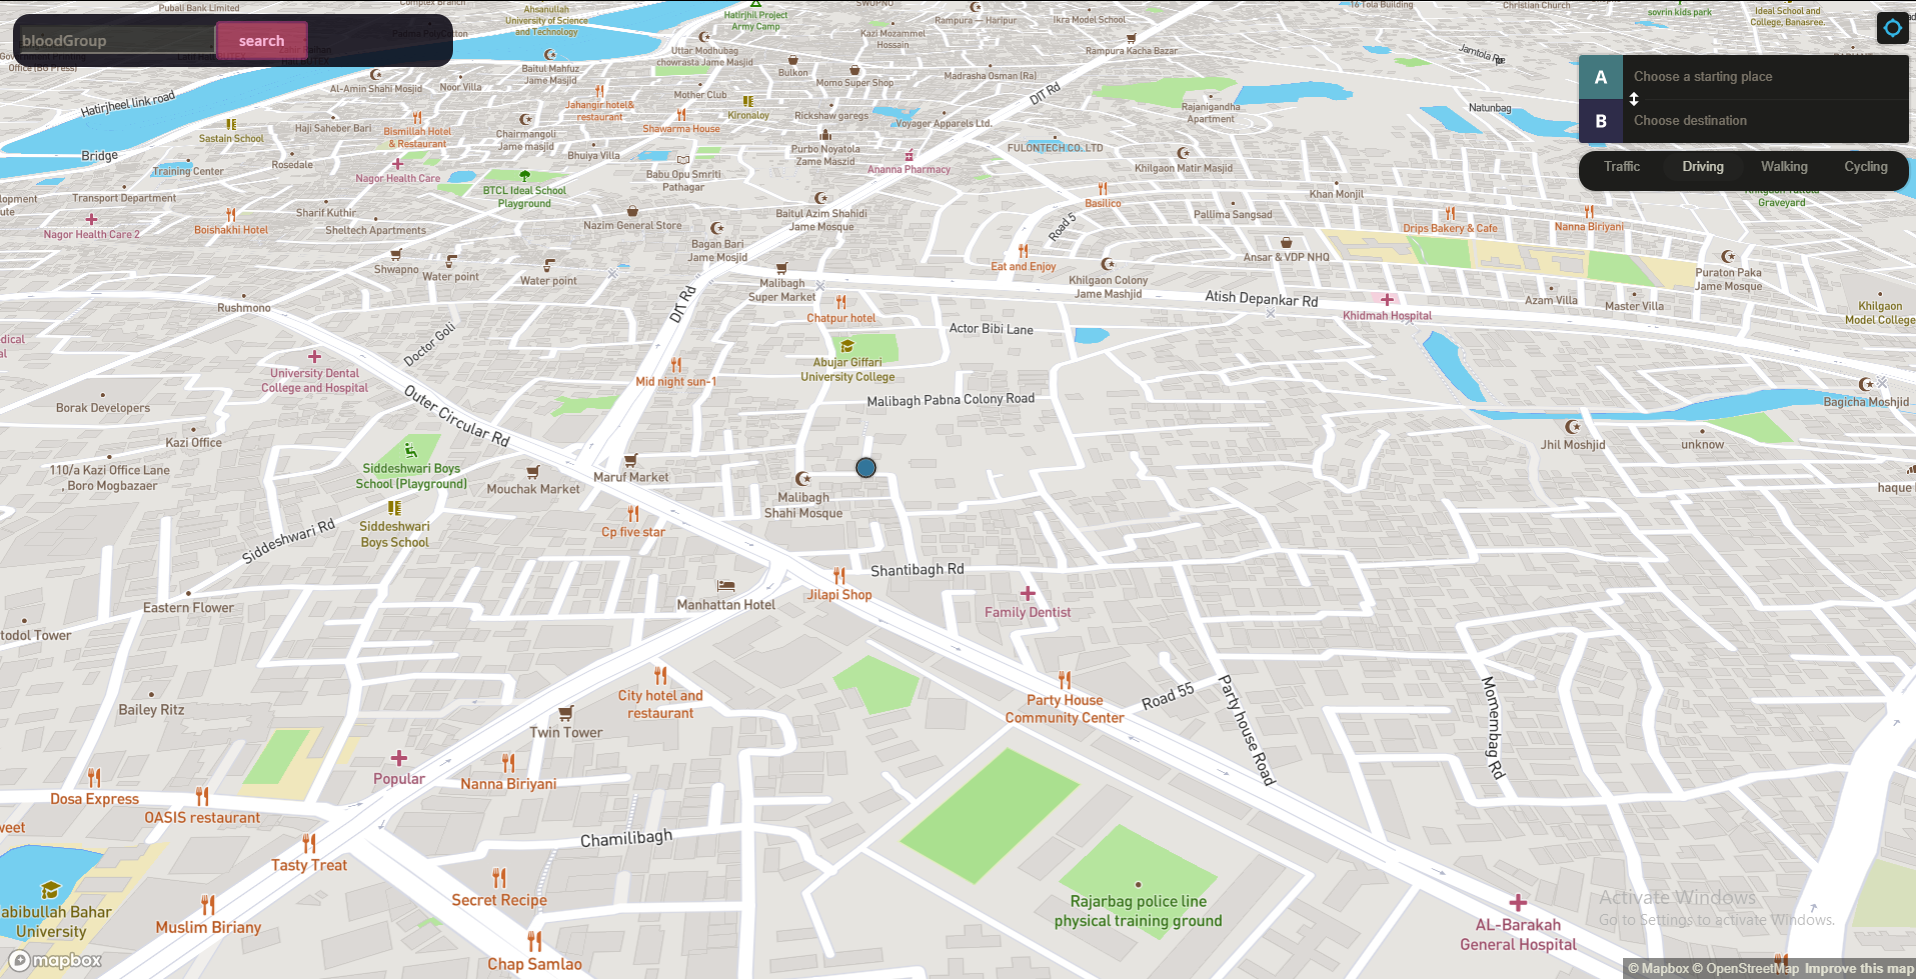 Pubali Bank Limited
Complex Branch
Ahsanullah
University of Science
and Technology
Hatirjhil Project
Army Camp
SWOPNO
Rampura — Haripur
Ikra Model School
16 Tola Building
Christian Church
sovrin kids park
Ideal School and
College, Banasree.
bloodGroup
search
Office (BG Press)
Kazi Mozammel
Hossain
Uttar Modhubag
chowrasta Jame Masjid
Rampura Kacha Bazar
Jamtola Rd
A
Choose a starting place
B
Choose destination
Traffic
Driving
Walking
Cycling
Graveyard
Al-Amin Shahi Mosjid
Noor Villa
Baitul Mahfuz
Jame Masjid
Bulkon
Momo Super Shop
Madrasha Osman (Ra)
Mother Club
DIT Rd
Hatirjheel link road
Jahangir hotel&
restaurant
Kironaloy
Rickshaw garegs
Voyager Apparels Ltd.
Rajanigandha
Apartment
Natunbag
Sastain School
Haji Saheber Bari
Bismillah Hotel
& Restaurant
Chairmangoli
Jame masjid
Shawarma House
Bridge
Rosedale
Bhuiya Villa
Purbo Noyatola
Zame Maszid
FULONTECH CO. LTD
Training Center
Nagor Health Care
Babu Opu Smriti
Pathagar
Ananna Pharmacy
Khilgaon Matir Masjid
Transport Department
BTCL Ideal School
Playground
Khan Monjil
Basilico
Nagor Health Care 2
Boishakhi Hotel
Sharif Kuthir
Sheltech Apartments
Nazim General Store
Baitul Azim Shahidi
Jame Mosque
Road 5
Pallima Sangsad
Drips Bakery & Cafe
Nanna Biriyani
Bagan Bari
Jame Mosjid
Shwapno
Water point
Water point
Malibagh
Super Market
Eat and Enjoy
Khilgaon Colony
Jame Mashjid
Ansar & VDP NHQ
Puraton Paka
Jame Mosque
Rushmono
DIT Rd
Chatpur hotel
Atish Depankar Rd
Khidmah Hospital
Azam Villa
Master Villa
Khilgaon
Model College
Doctor Goli
Actor Bibi Lane
University Dental
College and Hospital
Abujar Giffari
University College
Mid night sun-1
Borak Developers
Outer Circular Rd
Malibagh Pabna Colony Road
Bagicha Moshjid
Kazi Office
Jhil Moshjid
unknow
110/a Kazi Office Lane
, Boro Mogbazaer
Siddeshwari Boys
School (Playground)
Mouchak Market
Maruf Market
Malibagh
Shahi Mosque
haque
Siddeshwari Rd
Siddeshwari
Boys School
Cp five star
Shantibagh Rd
Eastern Flower
Manhattan Hotel
Jilapi Shop
Family Dentist
todol Tower
City hotel and
restaurant
Party House
Community Center
Road 55
Party house Road
Momembag Rd
Bailey Ritz
Twin Tower
Popular
Nanna Biriyani
Dosa Express
OASIS restaurant
weet
Tasty Treat
Chamilibagh
Secret Recipe
Rajarbag police line
physical training ground
abibullah Bahar
University
Muslim Biriany
Chap Samlao
AL-Barakah
General Hospital
Activate Windows
Go to Settings to activate Windows.
mapbox
© Mapbox © OpenStreetMap Improve this map